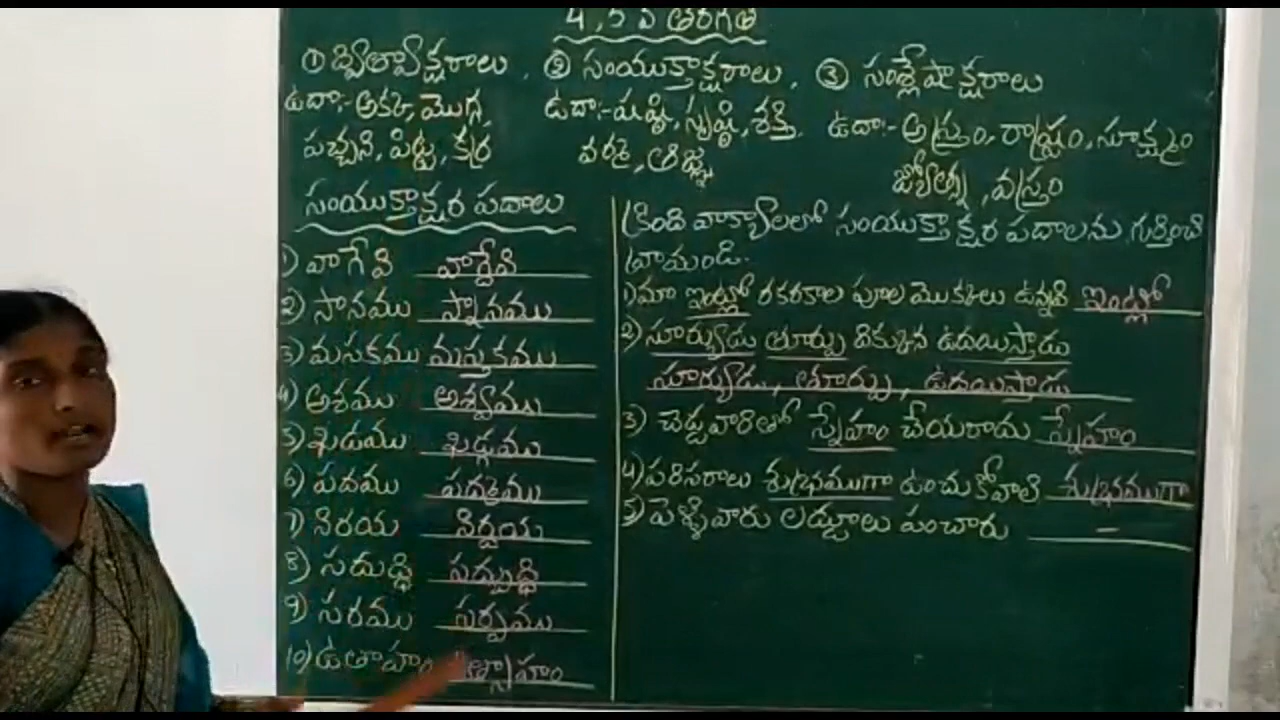 4,5 వ తరగతి
① ద్విత్వాక్షరాలు, ② సంయుక్తాక్షరాలు, ③ సంశ్లేషాక్షరాలు
ఉదా:- అక్క, మొగ్గ,
పచ్చని, పిట్ట, కర్ర
ఉదా:- షష్ఠి, సృష్ఠి, శక్తి,
వర్మ,
ఉదా:- అస్త్రం, రాష్ట్రం, సూక్ష్మం
జ్యోత్స్న, వస్త్రం
సంయుక్తాక్షర పదాలు
1) వాగేవి వాగ్దేవి
2) సానము స్నానము
3) మసకము మస్తకము
4) అశము అశ్వము
5) ఖడము ఖడ్గము
6) పదము పద్మము
7) నిరయ నిర్దయ
8) సదుద్ధి సద్బుద్ధి
9) సరము సర్పము
10) ఉతాహం ఉత్సాహం
క్రింది వాక్యాలలో సంయుక్తాక్షర పదాలను గుర్తించి
వ్రాయండి.
1) మా ఇంట్లో రకరకాల పూల మొక్కలు ఉన్నవి ఇంట్లో
2) సూర్యుడు తూర్పు దిక్కున ఉదయిస్తాడు
సూర్యుడు, తూర్పు, ఉదయిస్తాడు
3) చెడ్డవారితో స్నేహం చేయరాదు స్నేహం
4) పరిసరాలు శుభ్రముగా ఉంచుకోవాలి శుభ్రముగా
5) పెళ్ళివారు లడ్డూలు పంచారు –